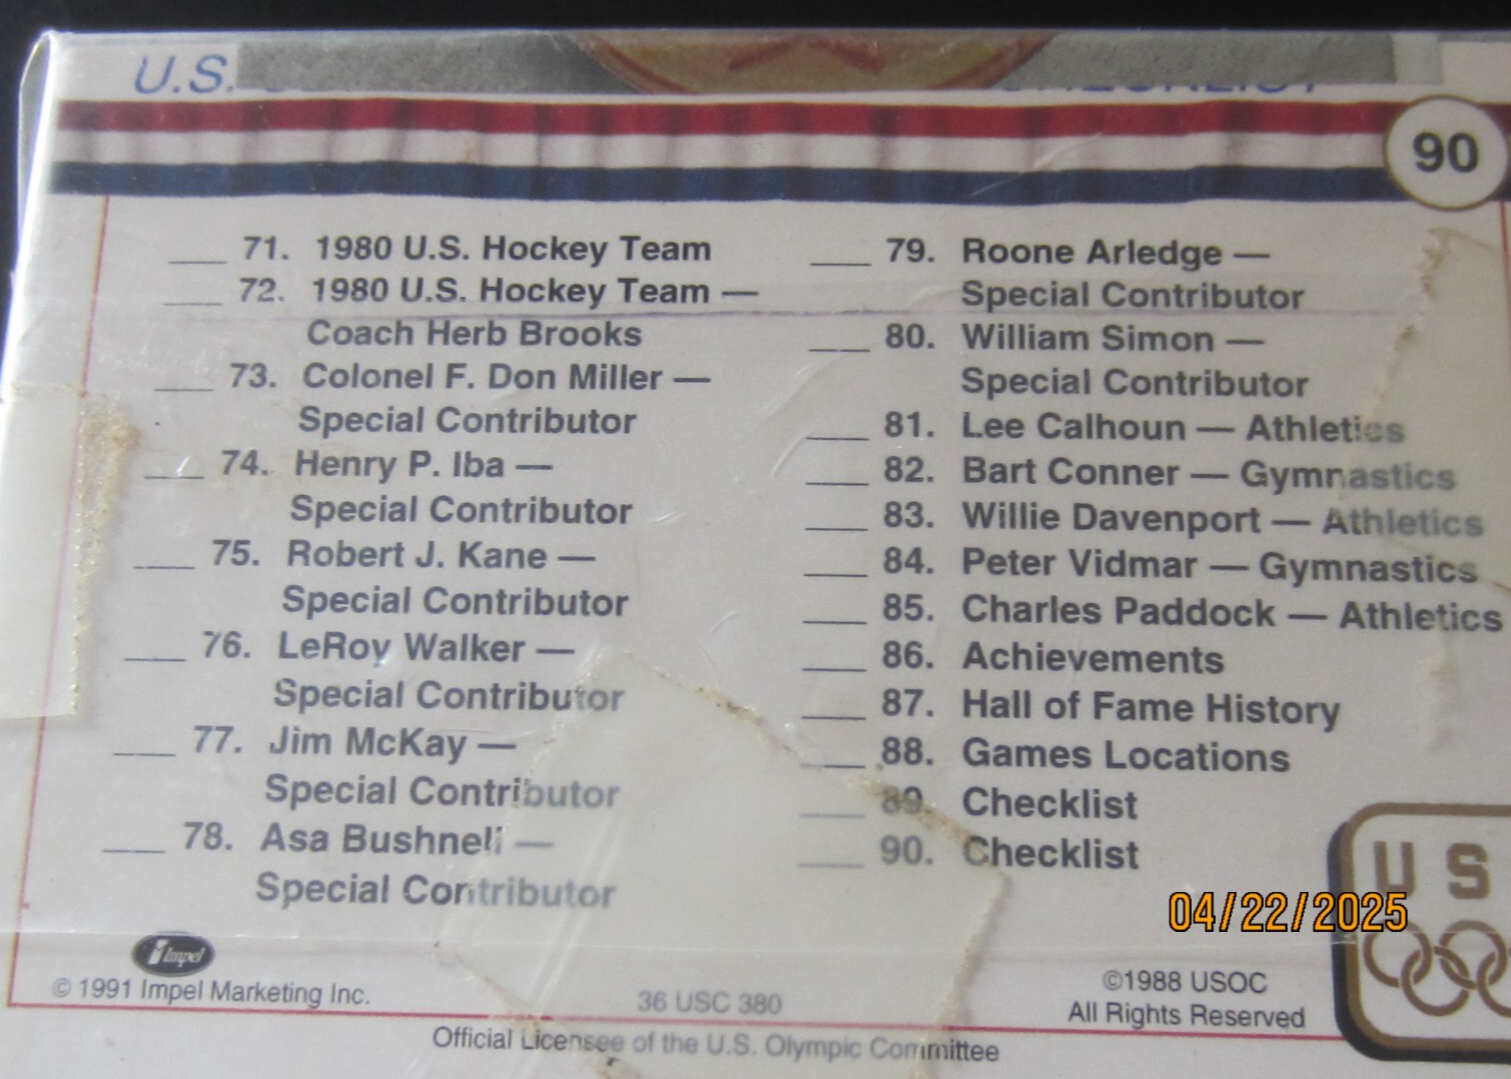 U.S.
90
___ 71. 1980 U.S. Hockey Team
___ 72. 1980 U.S. Hockey Team —
Coach Herb Brooks
___ 73. Colonel F. Don Miller —
Special Contributor
___ 74. Henry P. Iba —
Special Contributor
___ 75. Robert J. Kane —
Special Contributor
___ 76. LeRoy Walker —
Special Contributor
___ 77. Jim McKay —
Special Contributor
___ 78. Asa Bushnell —
Special Contributor
___ 79. Roone Arledge —
Special Contributor
___ 80. William Simon —
Special Contributor
___ 81. Lee Calhoun — Athletics
___ 82. Bart Conner — Gymnastics
___ 83. Willie Davenport — Athletics
___ 84. Peter Vidmar — Gymnastics
___ 85. Charles Paddock — Athletics
___ 86. Achievements
___ 87. Hall of Fame History
___ 88. Games Locations
___ 89. Checklist
___ 90. Checklist
U S
04/22/2025
Impel
© 1991 Impel Marketing Inc.
36 USC 380
©1988 USOC
All Rights Reserved
Official Licensee of the U.S. Olympic Committee